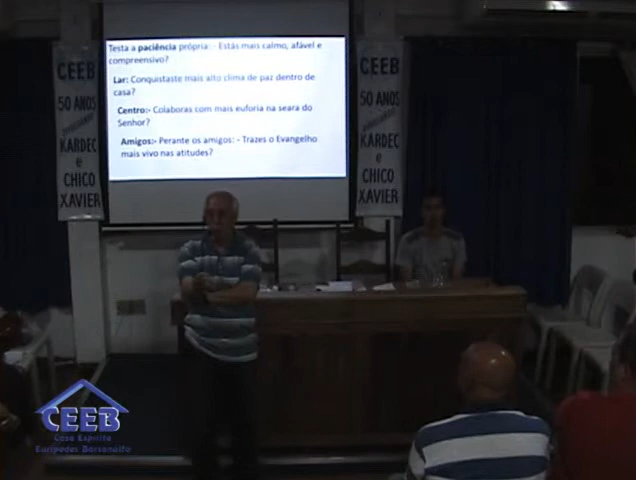 Testa a paciência própria: - Estás mais calmo, afável e
compreensivo?
Lar: Conquistaste mais alto clima de paz dentro de
casa?
Centro:- Colaboras com mais euforia na seara do
Senhor?
Amigos:- Perante os amigos: - Trazes o Evangelho
mais vivo nas atitudes?
CEEB
50 ANOS
KARDEC
e
CHICO
XAVIER
CEEB
50 ANOS
KARDEC
e
CHICO
XAVIER
CEEB
Casa Espírita
Eurípedes Barsanulfo